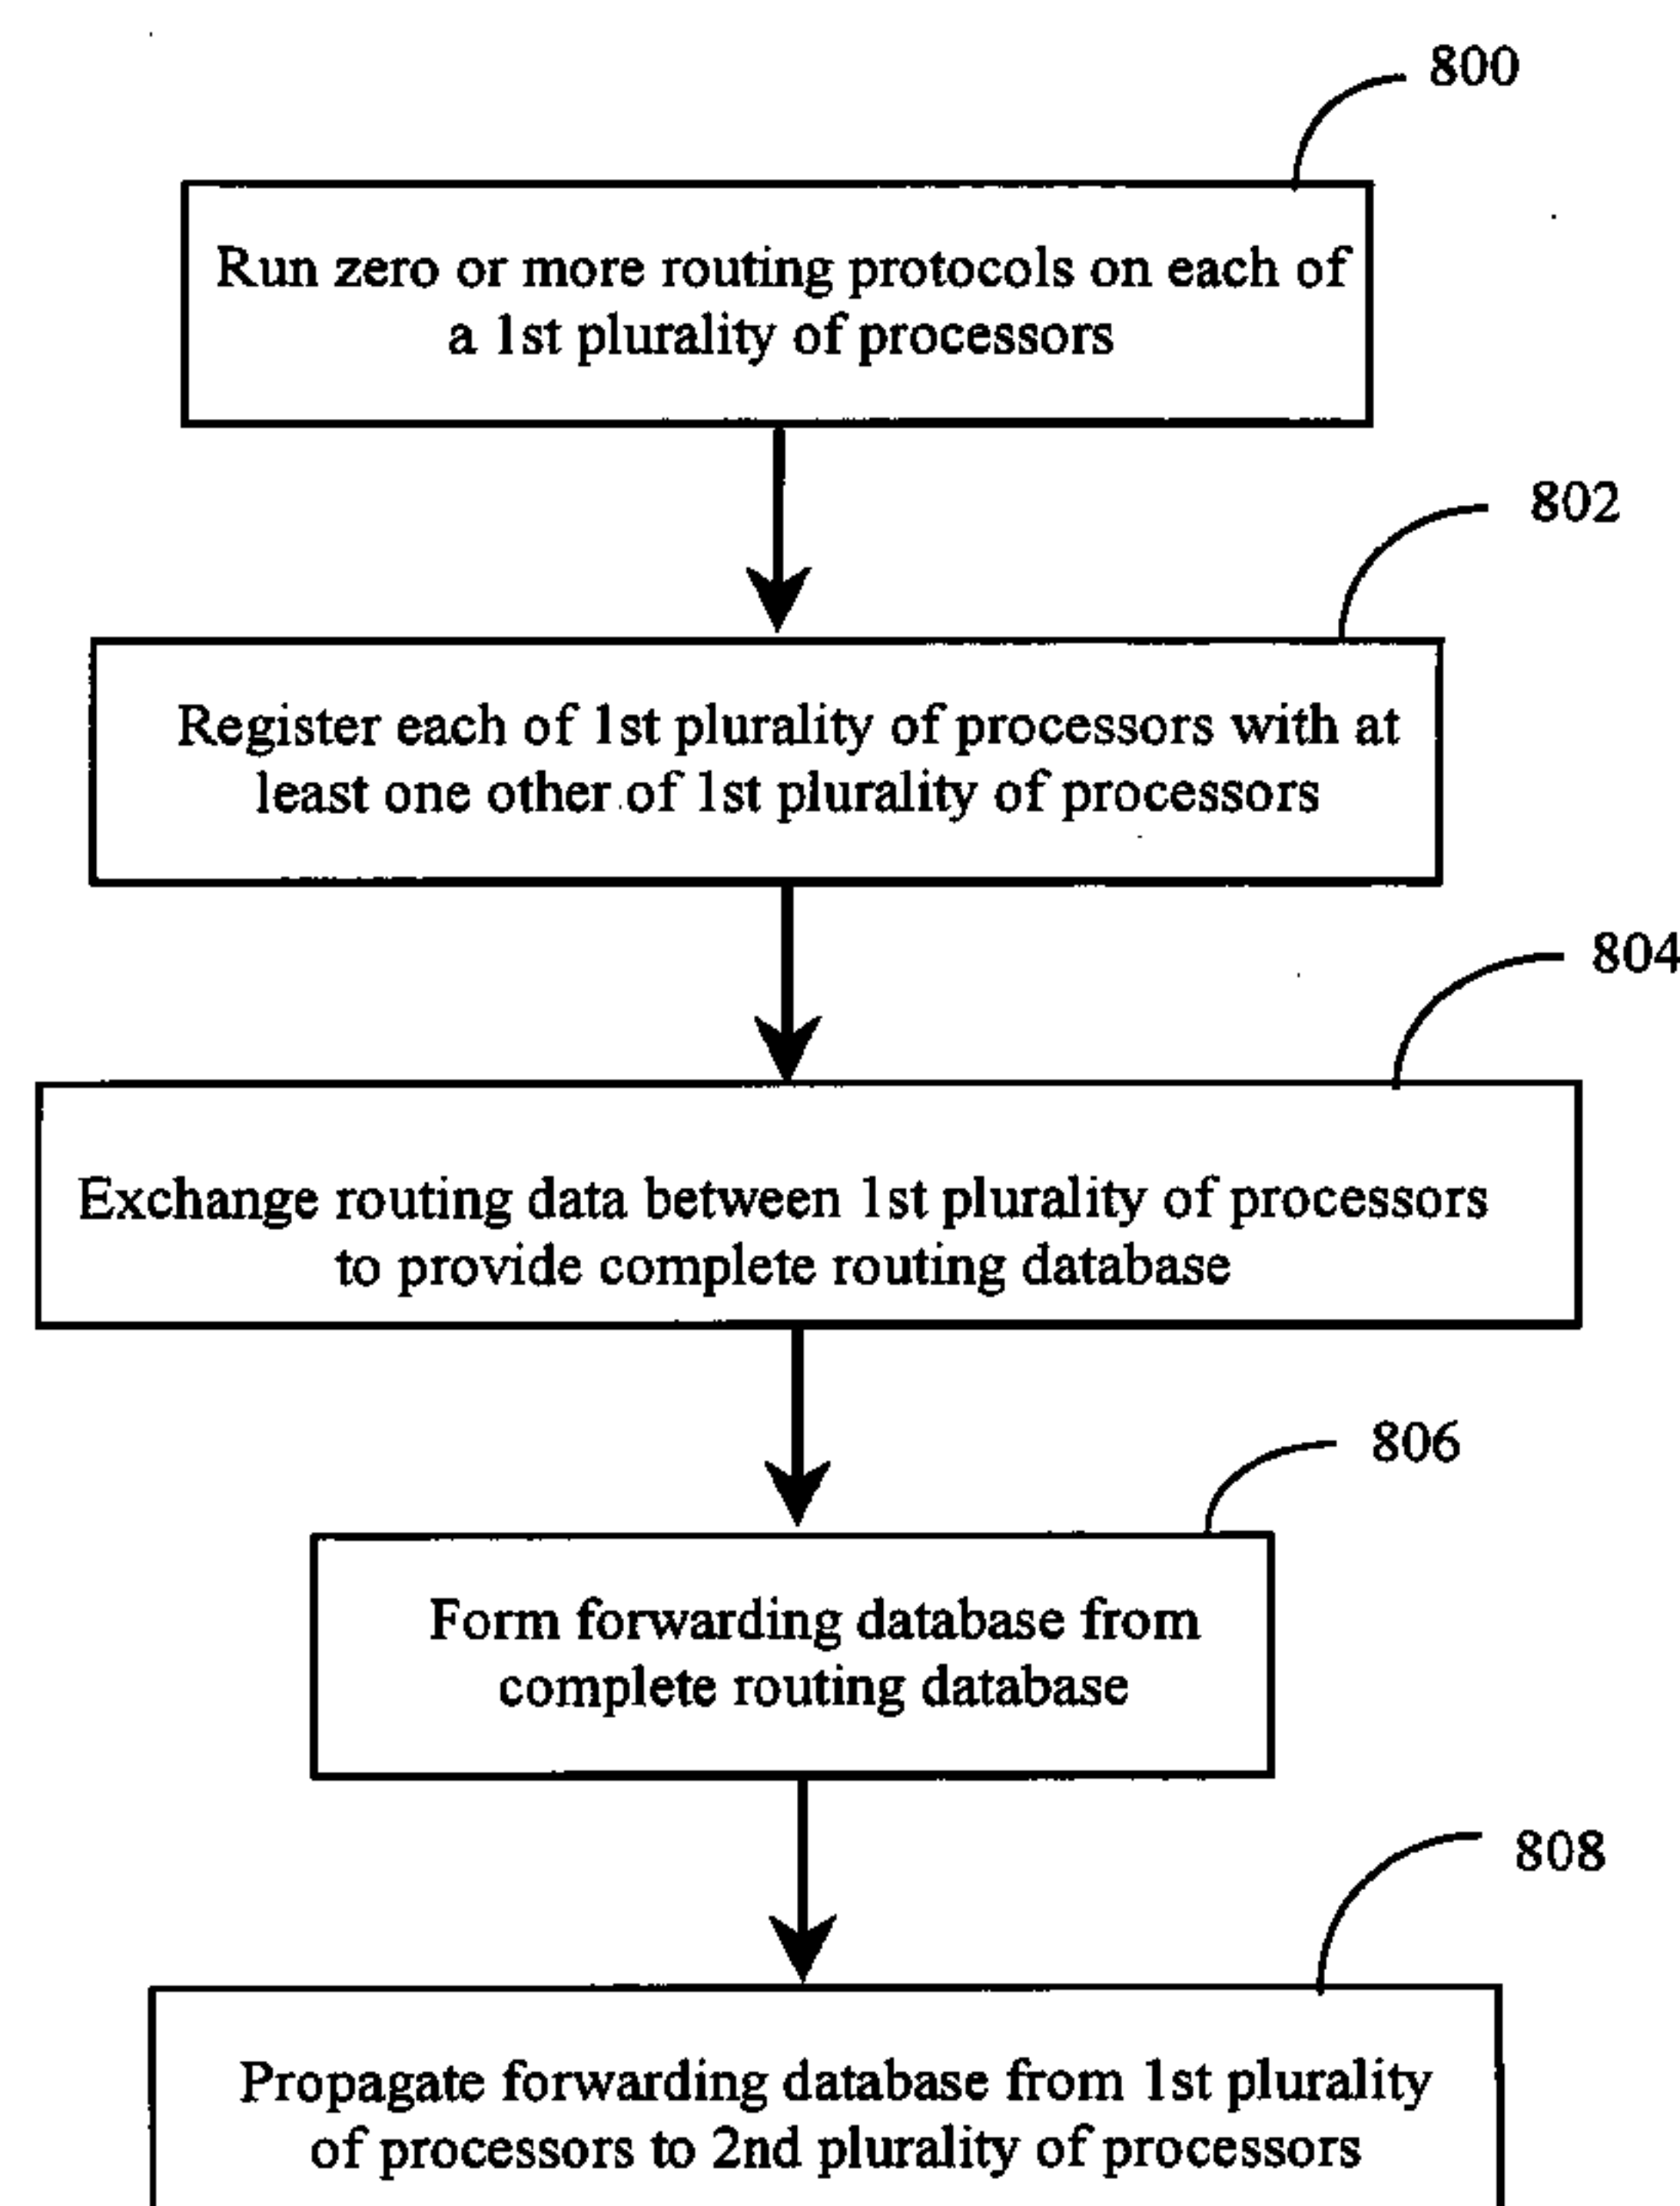 800
Run zero or more routing protocols on each of
a 1st plurality of processors
802
Register each of 1st plurality of processors with at
least one other of 1st plurality of processors
804
Exchange routing data between 1st plurality of processors
to provide complete routing database
806
Form forwarding database from
complete routing database
808
Propagate forwarding database from 1st plurality
of processors to 2nd plurality of processors